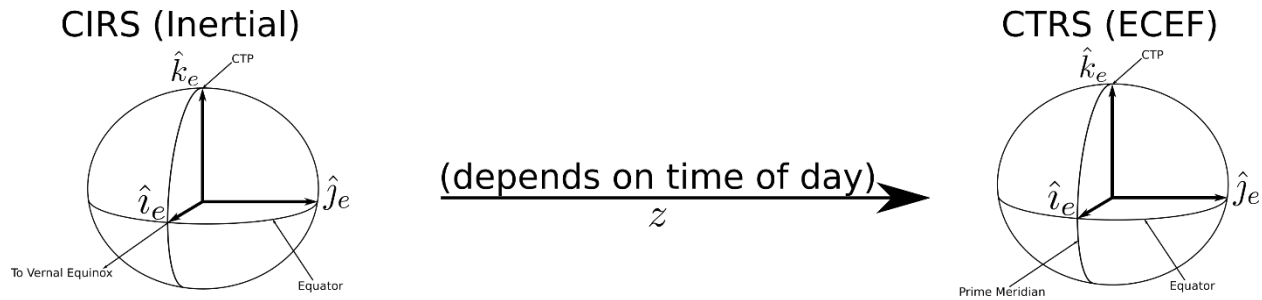 CIRS (Inertial)
CTRS (ECEF)
k̂ₑ
CTP
k̂ₑ
CTP
(depends on time of day)
z
îₑ
ĵₑ
îₑ
ĵₑ
To Vernal Equinox
Equator
Prime Meridian
Equator